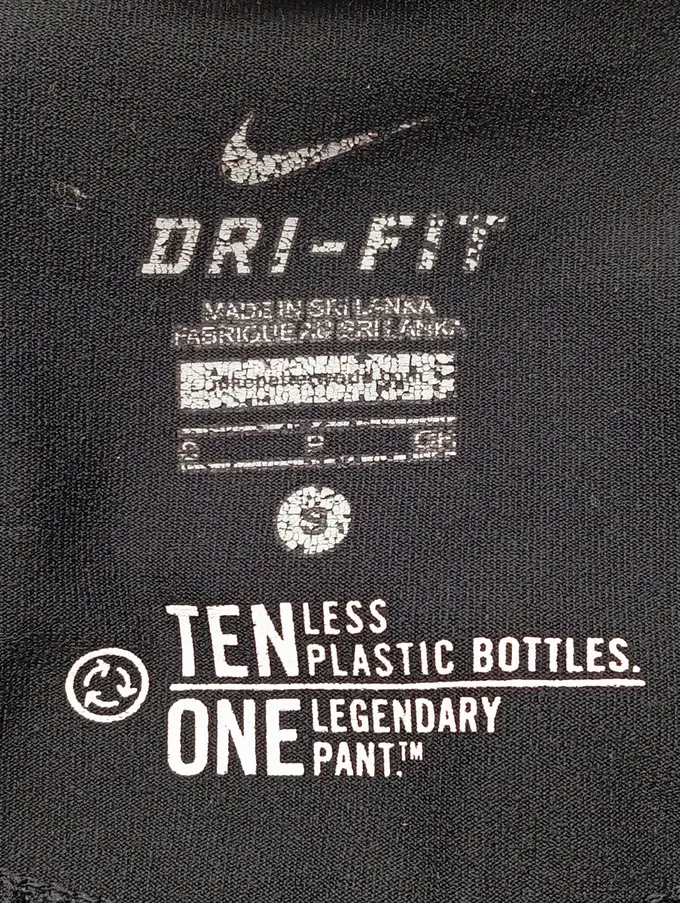 DRI-FIT
MADE IN SRI LANKA
FABRIQUE AU SRI LANKA
S
TEN LESS
PLASTIC BOTTLES.
ONE LEGENDARY
PANT.™